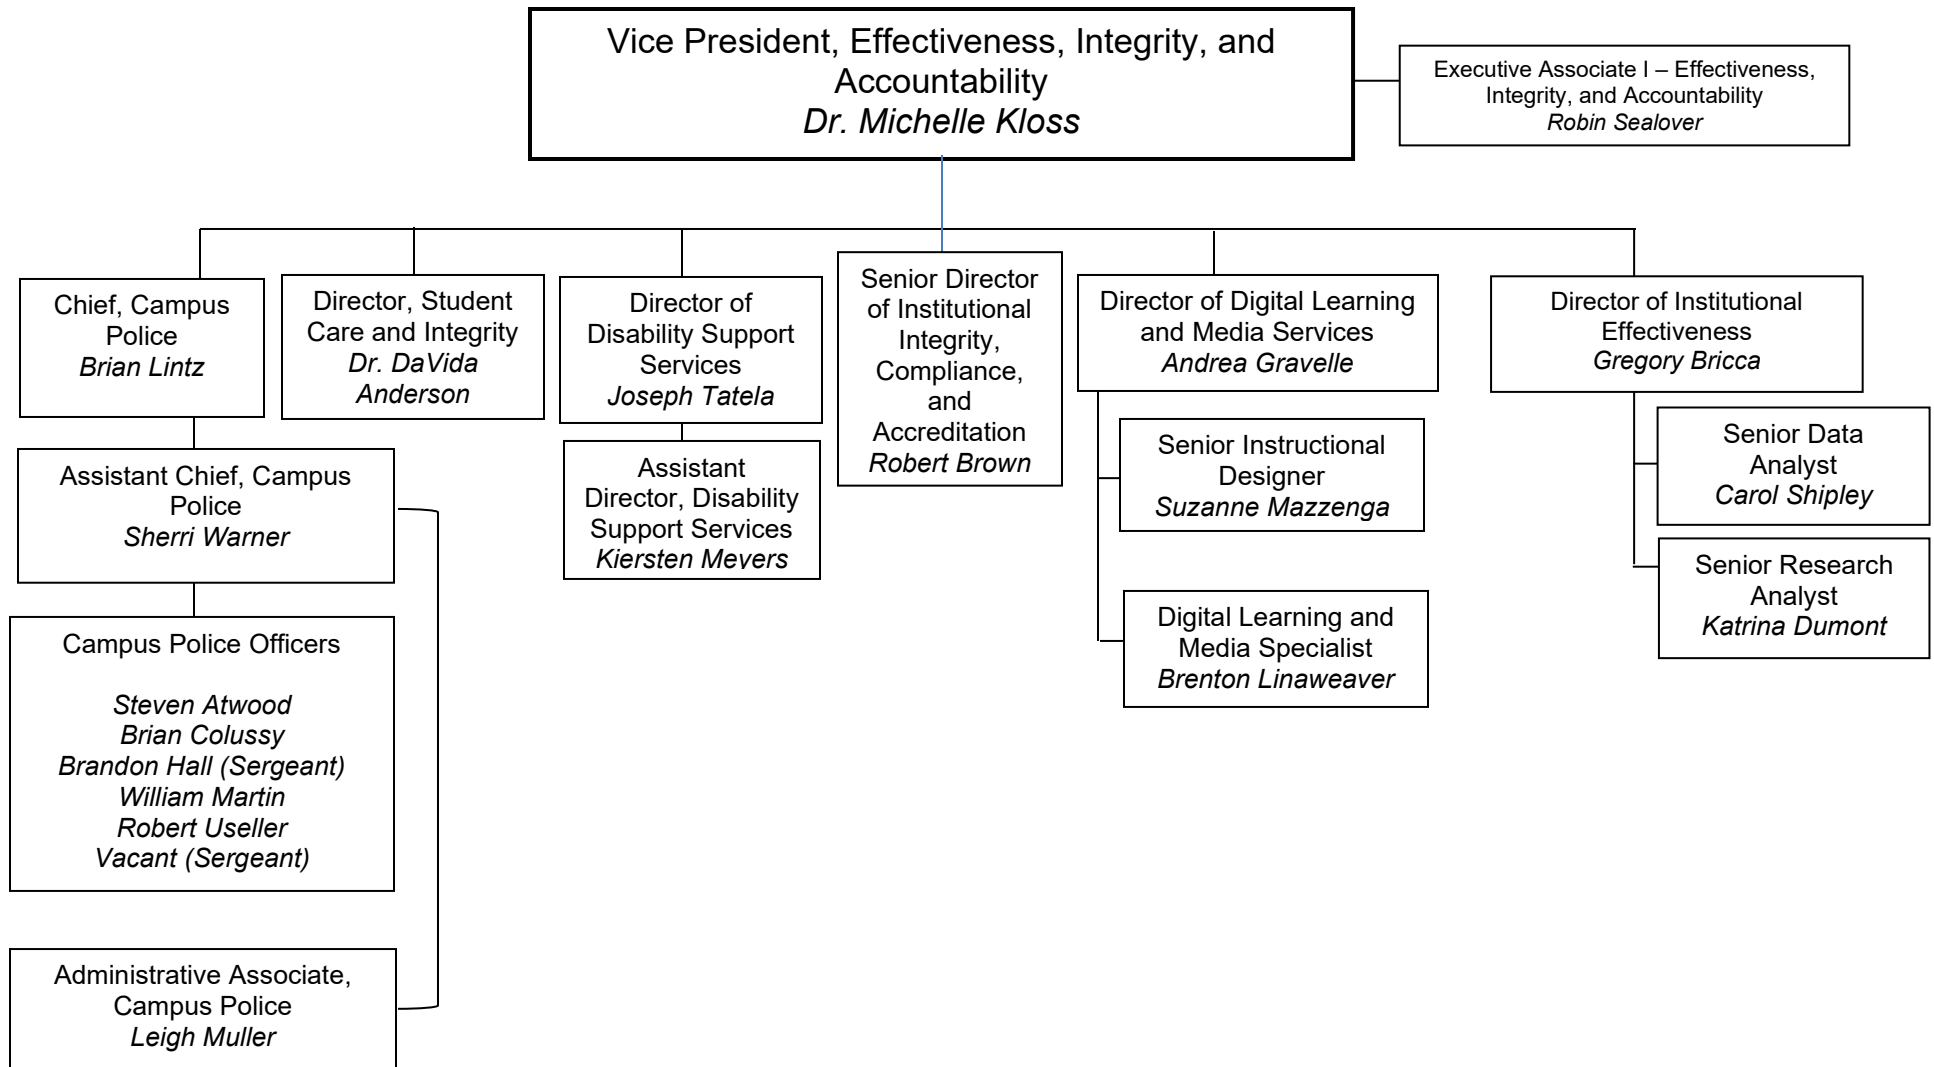 Vice President, Effectiveness, Integrity, and
Accountability
Dr. Michelle Kloss
Executive Associate I – Effectiveness,
Integrity, and Accountability
Robin Sealover
Chief, Campus
Police
Brian Lintz
Director, Student
Care and Integrity
Dr. DaVida
Anderson
Director of
Disability Support
Services
Joseph Tatela
Senior Director
of Institutional
Integrity,
Compliance,
and
Accreditation
Robert Brown
Director of Digital Learning
and Media Services
Andrea Gravelle
Director of Institutional
Effectiveness
Gregory Bricca
Assistant Chief, Campus
Police
Sherri Warner
Assistant
Director, Disability
Support Services
Kiersten Mevers
Senior Instructional
Designer
Suzanne Mazzenga
Senior Data
Analyst
Carol Shipley
Digital Learning and
Media Specialist
Brenton Linaweaver
Senior Research
Analyst
Katrina Dumont
Campus Police Officers
Steven Atwood
Brian Colussy
Brandon Hall (Sergeant)
William Martin
Robert Useller
Vacant (Sergeant)
Administrative Associate,
Campus Police
Leigh Muller